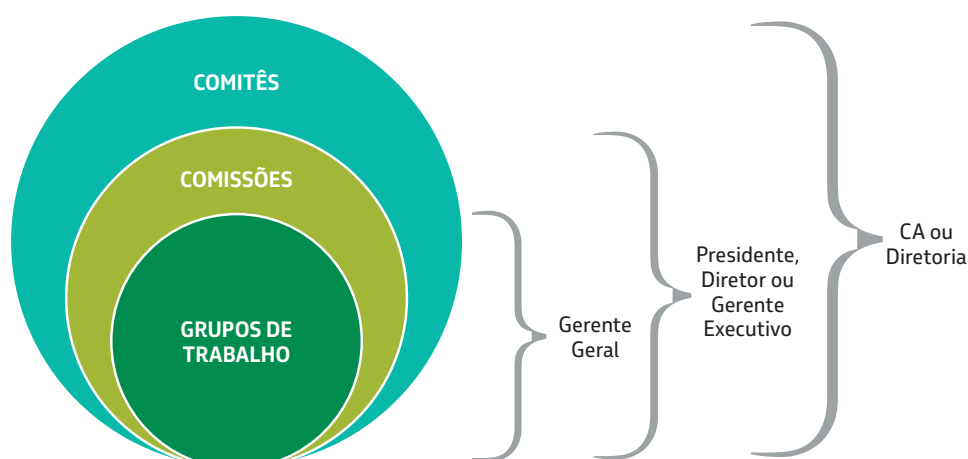 COMITÊS
COMISSÕES
GRUPOS DE
TRABALHO
Gerente
Geral
Presidente,
Diretor ou
Gerente
Executivo
CA ou
Diretoria